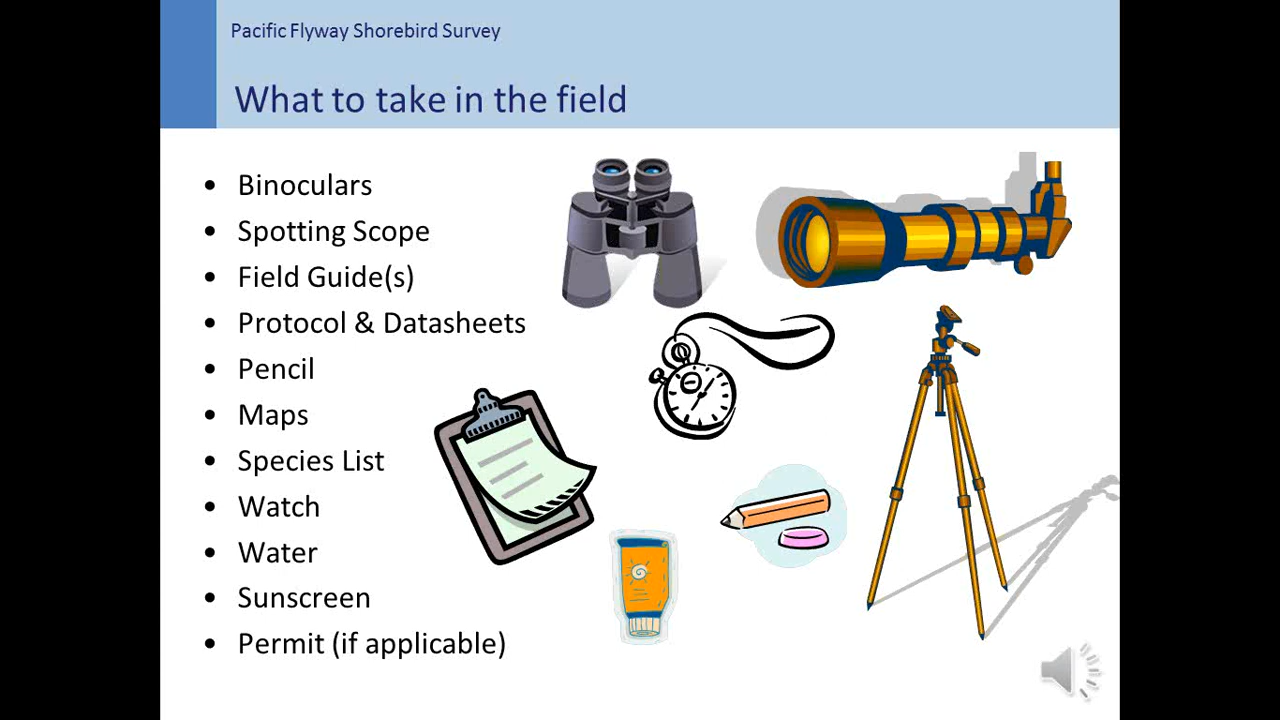 Pacific Flyway Shorebird Survey
What to take in the field
• Binoculars
• Spotting Scope
• Field Guide(s)
• Protocol & Datasheets
• Pencil
• Maps
• Species List
• Watch
• Water
• Sunscreen
• Permit (if applicable)